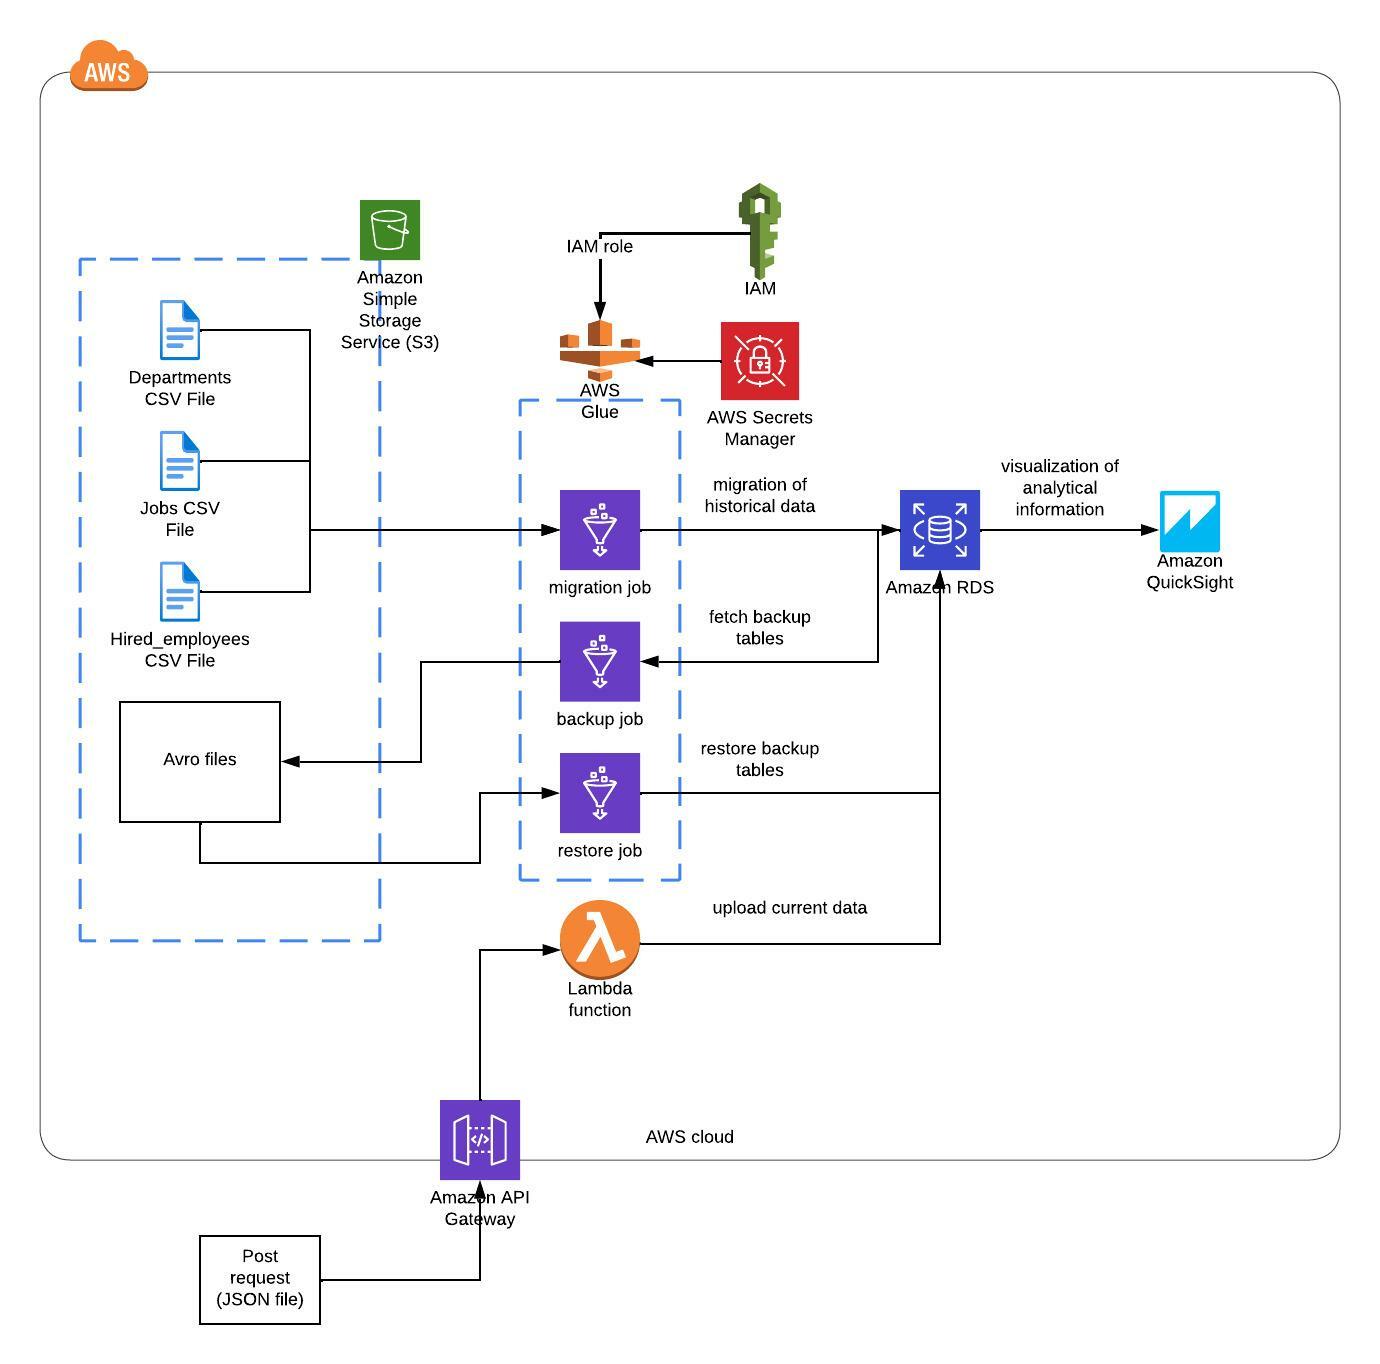 AWS
IAM role
IAM
Amazon
Simple
Storage
Service (S3)
Departments
CSV File
AWS
Glue
AWS Secrets
Manager
Jobs CSV
File
migration of
historical data
visualization of
analytical
information
migration job
Amazon RDS
Amazon
QuickSight
Hired_employees
CSV File
fetch backup
tables
backup job
Avro files
restore backup
tables
restore job
upload current data
Lambda
function
AWS cloud
Amazon API
Gateway
Post
request
(JSON file)